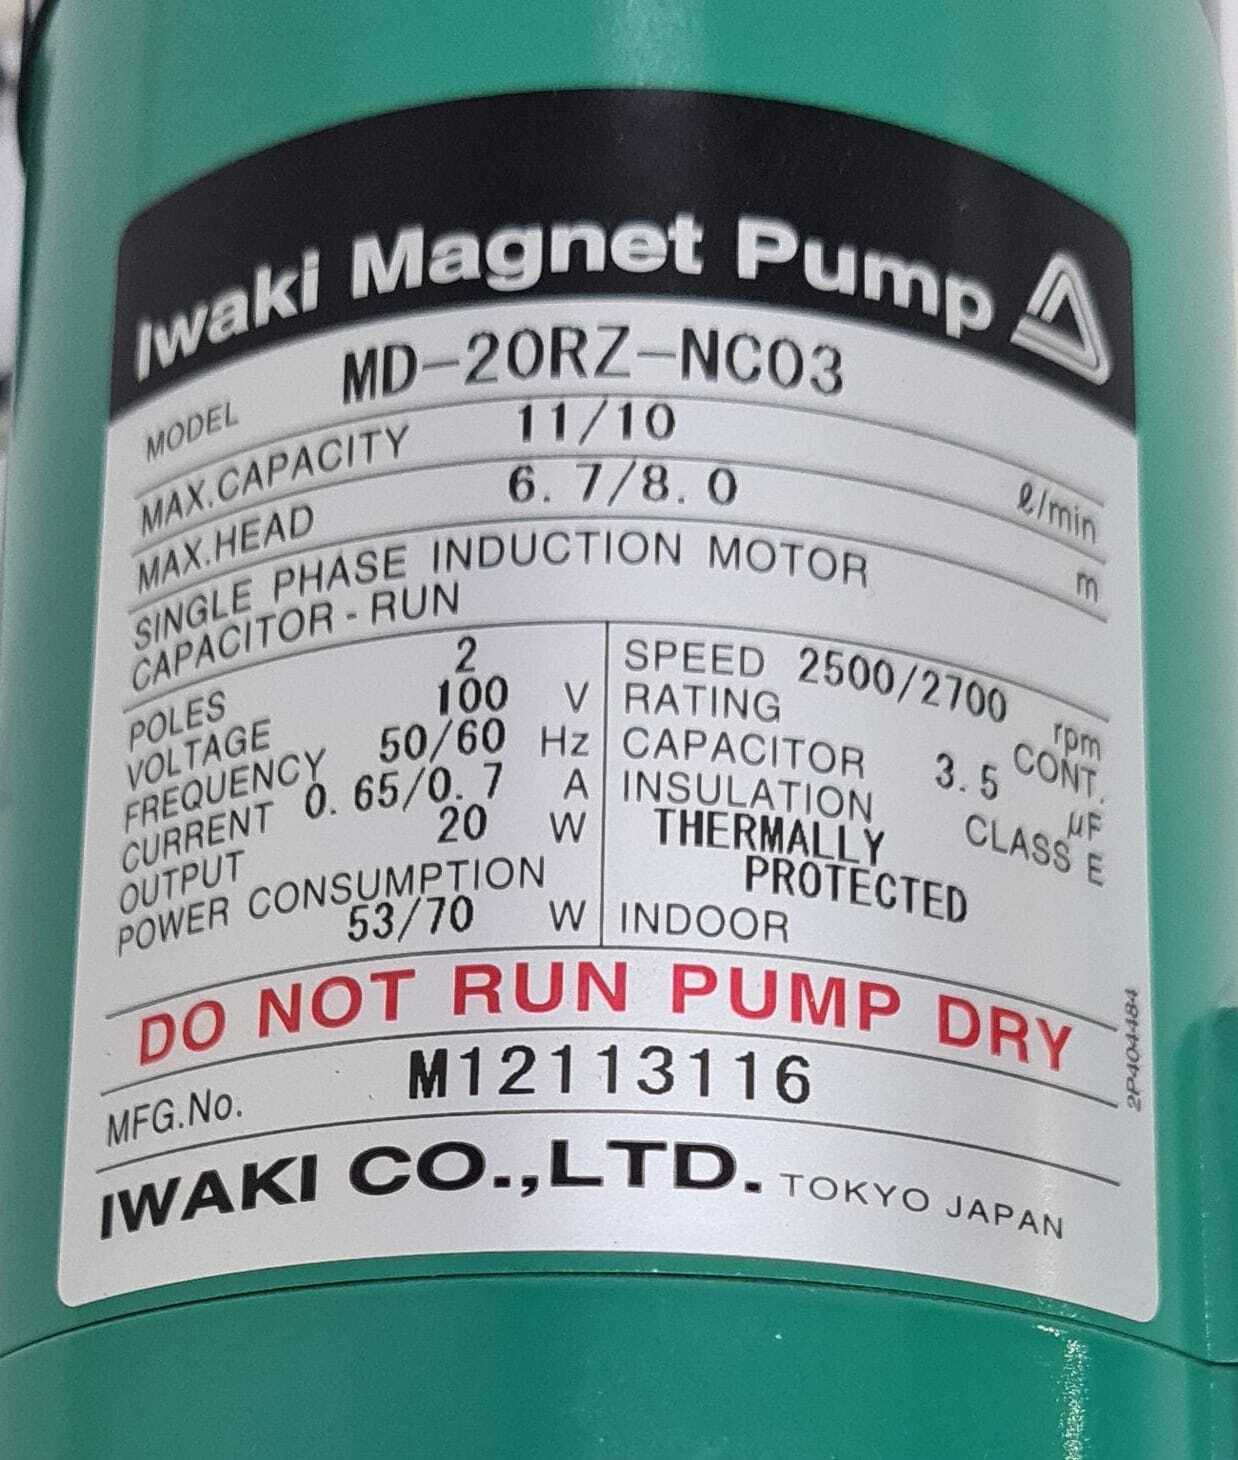 Iwaki Magnet Pump
MODEL MD-20RZ-NC03
MAX.CAPACITY 11/10 ℓ/min
MAX.HEAD 6.7/8.0 m
SINGLE PHASE INDUCTION MOTOR
CAPACITOR-RUN
POLES 2
VOLTAGE 100 V
FREQUENCY 50/60 Hz
CURRENT 0.65/0.7 A
OUTPUT 20 W
POWER CONSUMPTION
53/70 W
SPEED 2500/2700 rpm
RATING CONT.
CAPACITOR 3.5 μF
INSULATION CLASS E
THERMALLY
PROTECTED
INDOOR
DO NOT RUN PUMP DRY
MFG.No. M12113116
IWAKI CO.,LTD. TOKYO JAPAN
2P404484